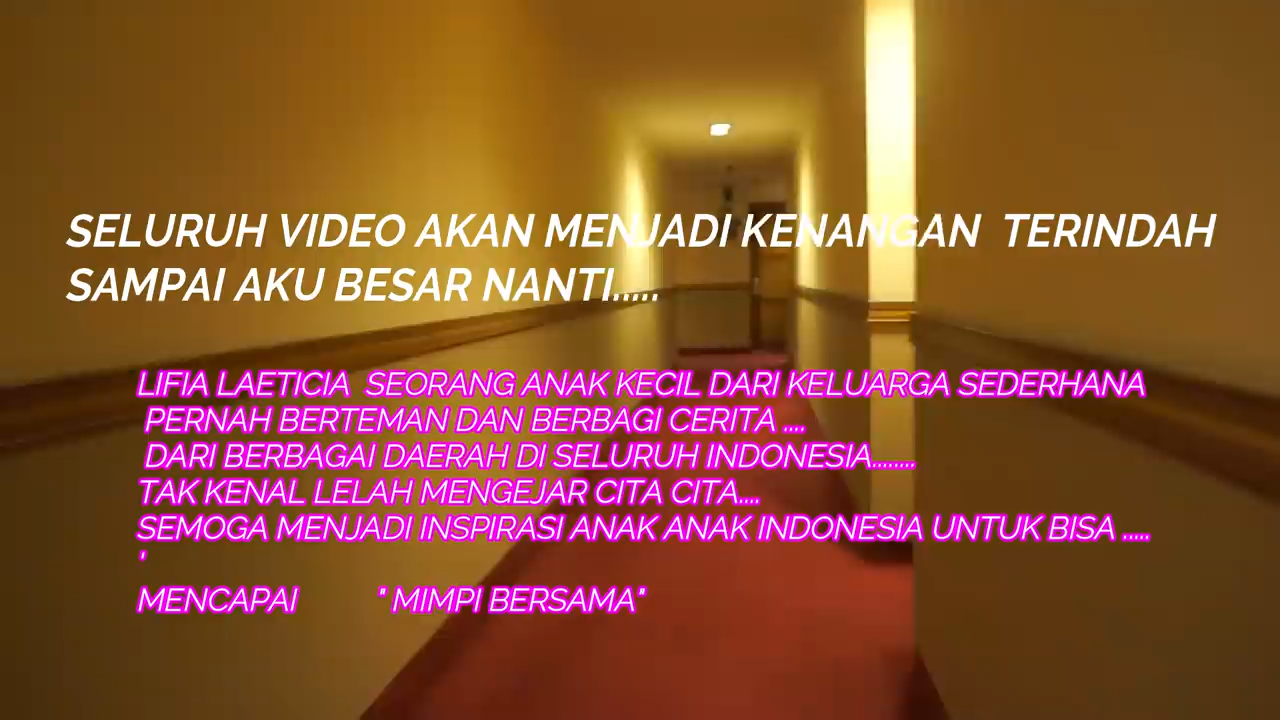 SELURUH VIDEO AKAN MENJADI KENANGAN  TERINDAH
SAMPAI AKU BESAR NANTI.....
LIFIA LAETICIA  SEORANG ANAK KECIL DARI KELUARGA SEDERHANA
PERNAH BERTEMAN DAN BERBAGI CERITA ....
DARI BERBAGAI DAERAH DI SELURUH INDONESIA........
TAK KENAL LELAH MENGEJAR CITA CITA....
SEMOGA MENJADI INSPIRASI ANAK ANAK INDONESIA UNTUK BISA .....
'
MENCAPAI          " MIMPI BERSAMA"